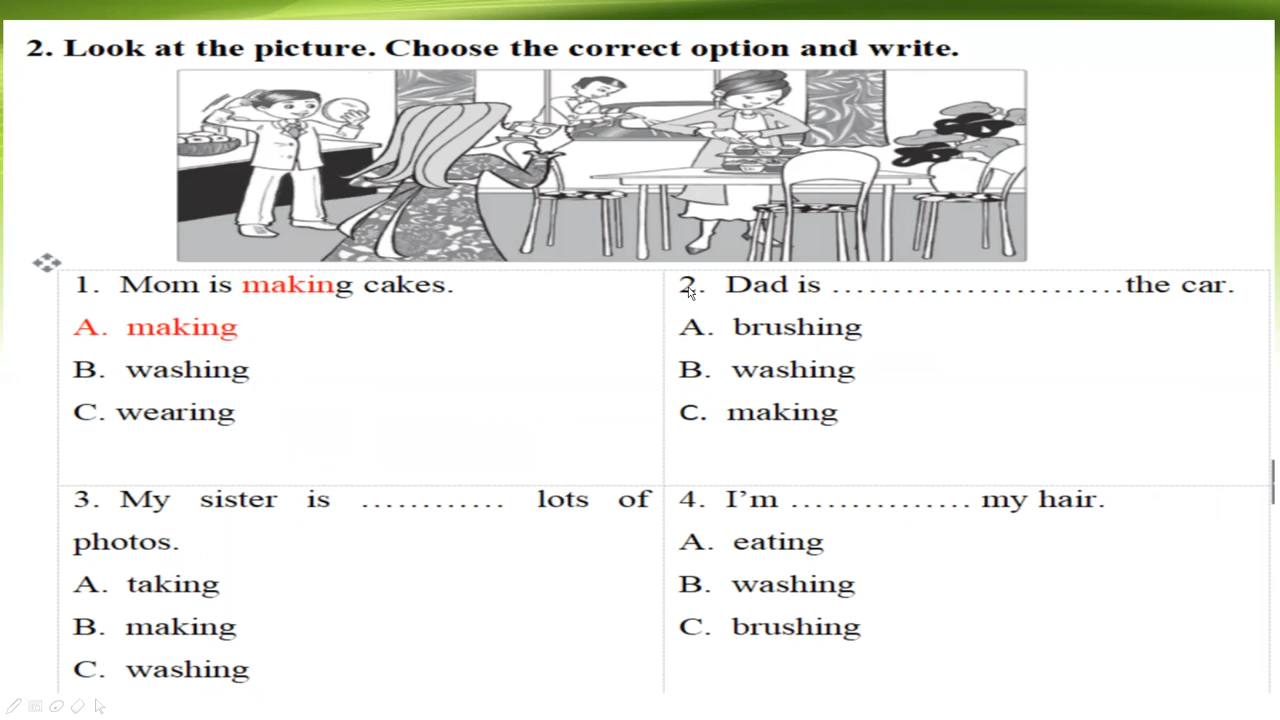 2. Look at the picture. Choose the correct option and write.
1. Mom is making cakes.
A. making
B. washing
C. wearing
2. Dad is ........................the car.
A. brushing
B. washing
C. making
3. My sister is ............ lots of
photos.
A. taking
B. making
C. washing
4. I’m ............... my hair.
A. eating
B. washing
C. brushing